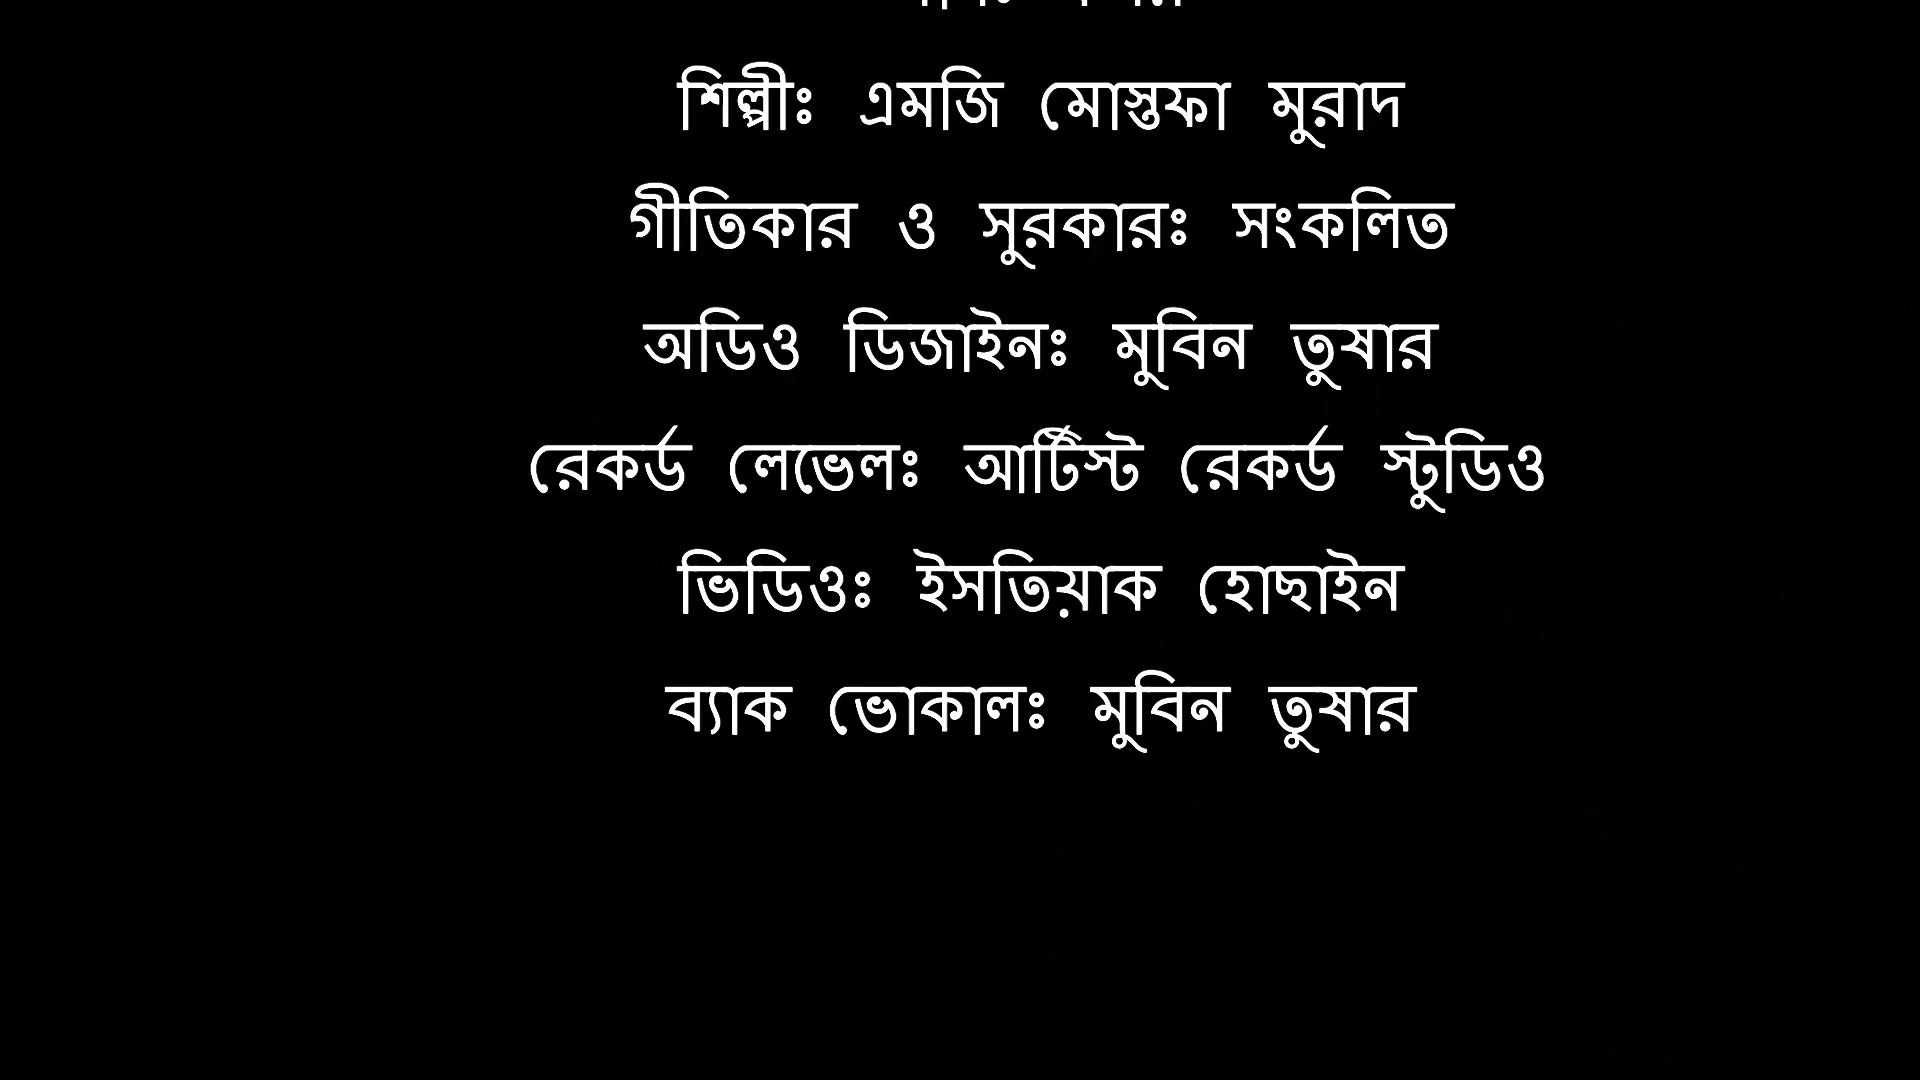 শিল্পীঃ এমজি মোস্তফা মুরাদ
গীতিকার ও সুরকারঃ সংকলিত
অডিও ডিজাইনঃ মুবিন তুষার
রেকর্ড লেভেলঃ আর্টিস্ট রেকর্ড স্টুডিও
ভিডিওঃ ইসতিয়াক হোছাইন
ব্যাক ভোকালঃ মুবিন তুষার